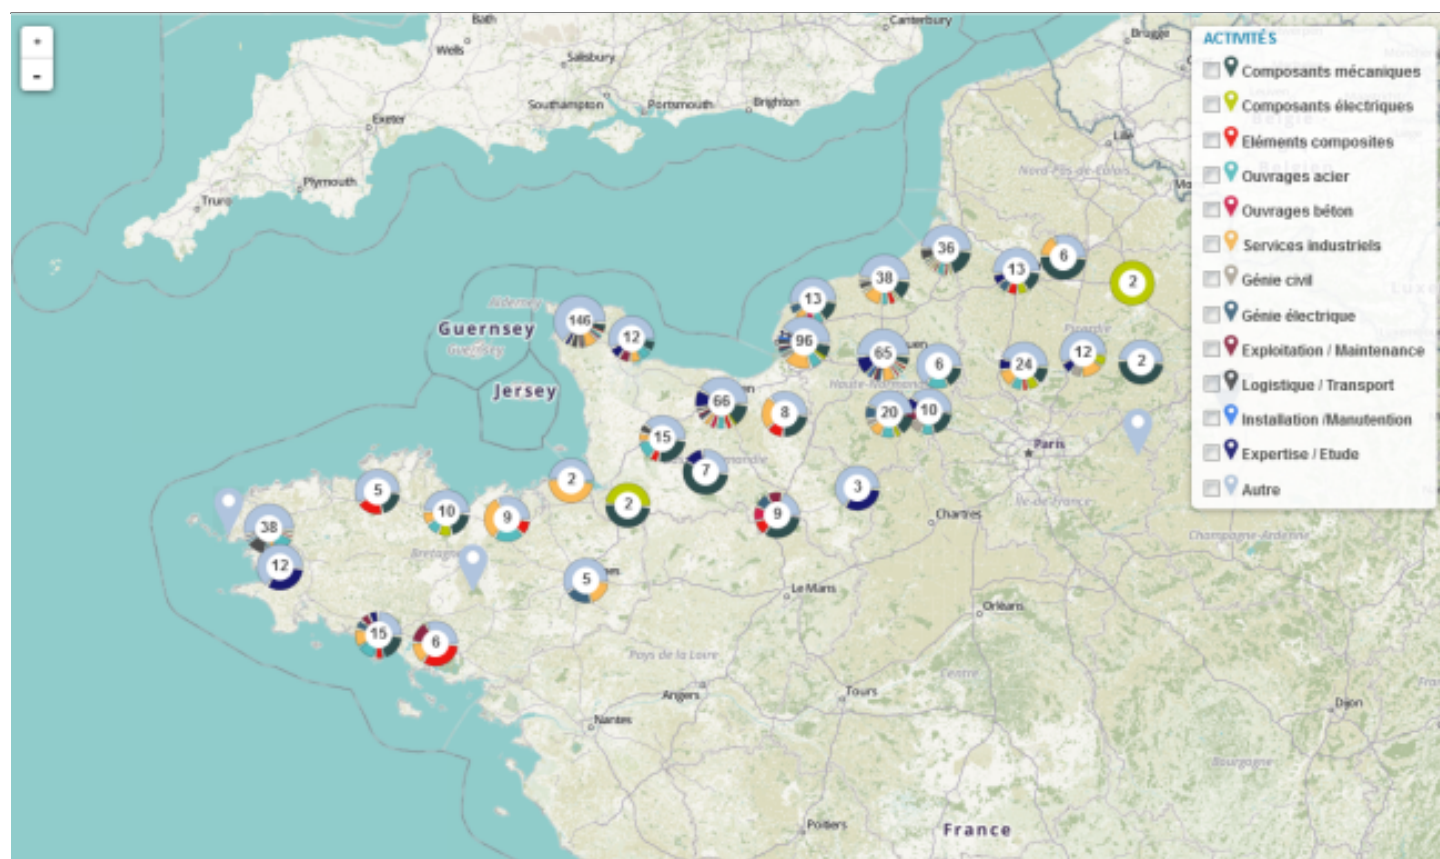 +
-
Bath
Wells
Salisbury
Canterbury
Brugge
Southampton
Portsmouth
Brighton
Exeter
Plymouth
Truro
ACTIVITÉS
Composants mécaniques
Composants électriques
Eléments composites
Ouvrages acier
Ouvrages béton
Services industriels
Génie civil
Génie électrique
Exploitation / Maintenance
Logistique / Transport
Installation /Manutention
Expertise / Etude
Autre
Nord-Pas-de-Calais
36
6
13
38
2
13
Alderney
Guernsey
Guernsey
146
12
96
65
Picardie
12
6
24
2
Jersey
Haute-Normandie
66
8
20
10
15
Paris
7
Île-de-France
2
5
3
38
10
9
2
9
Chartres
Bretagne
Champagne-Ardenne
12
5
Le Mans
Orléans
15
6
Pays de la Loire
Centre
Angers
Tours
Nantes
Dijon
Bourgogne
Poitiers
France